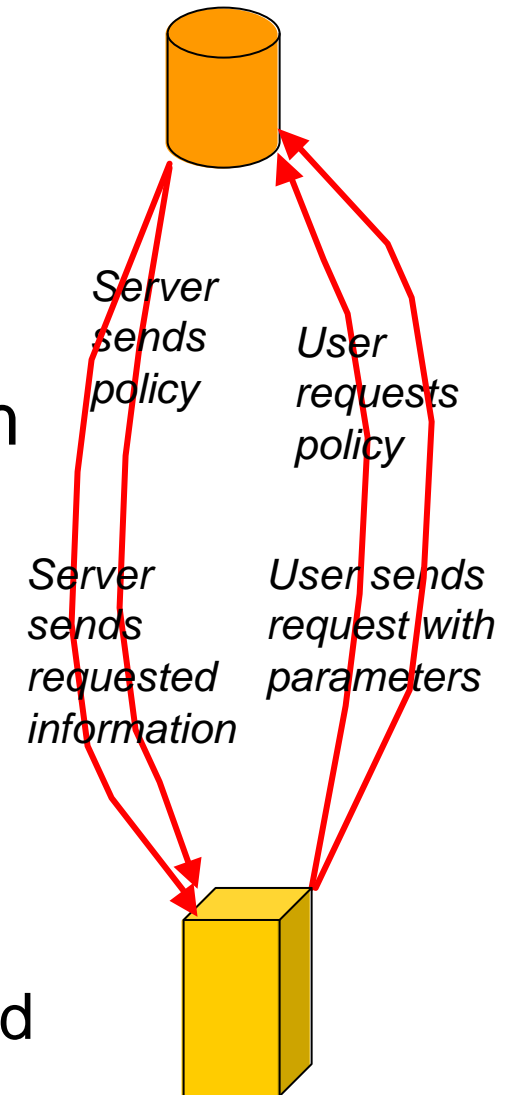 Server
sends
policy
User
requests
policy
n
Server
sends
requested
information
User sends
request with
parameters
d